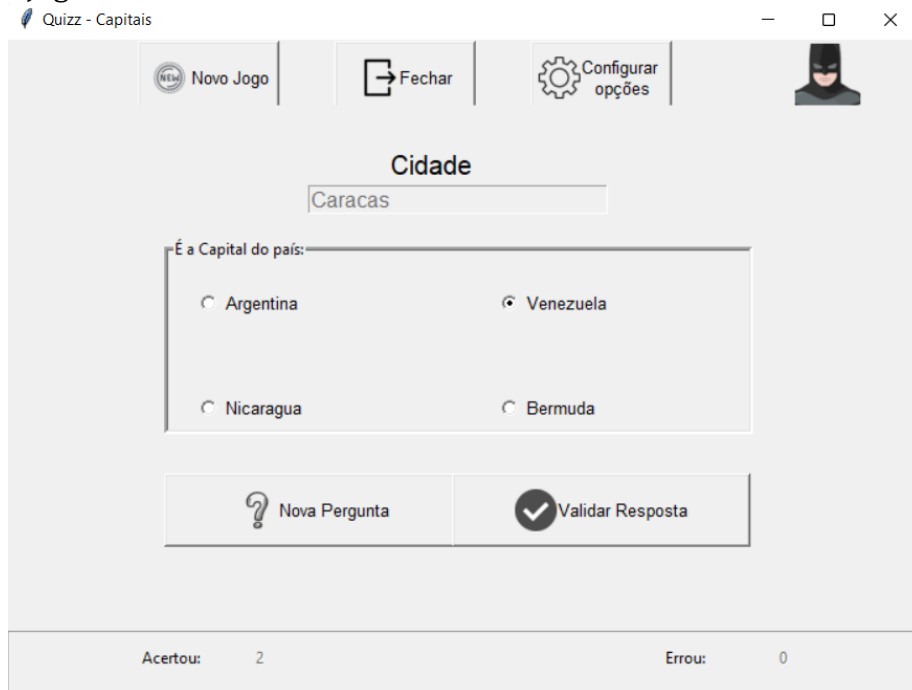 Quizz - Capitais
NEW Novo Jogo
Fechar
Configurar
opções
Cidade
Caracas
É a Capital do país:
Argentina
Venezuela
Nicaragua
Bermuda
Nova Pergunta
Validar Resposta
Acertou: 2
Errou: 0